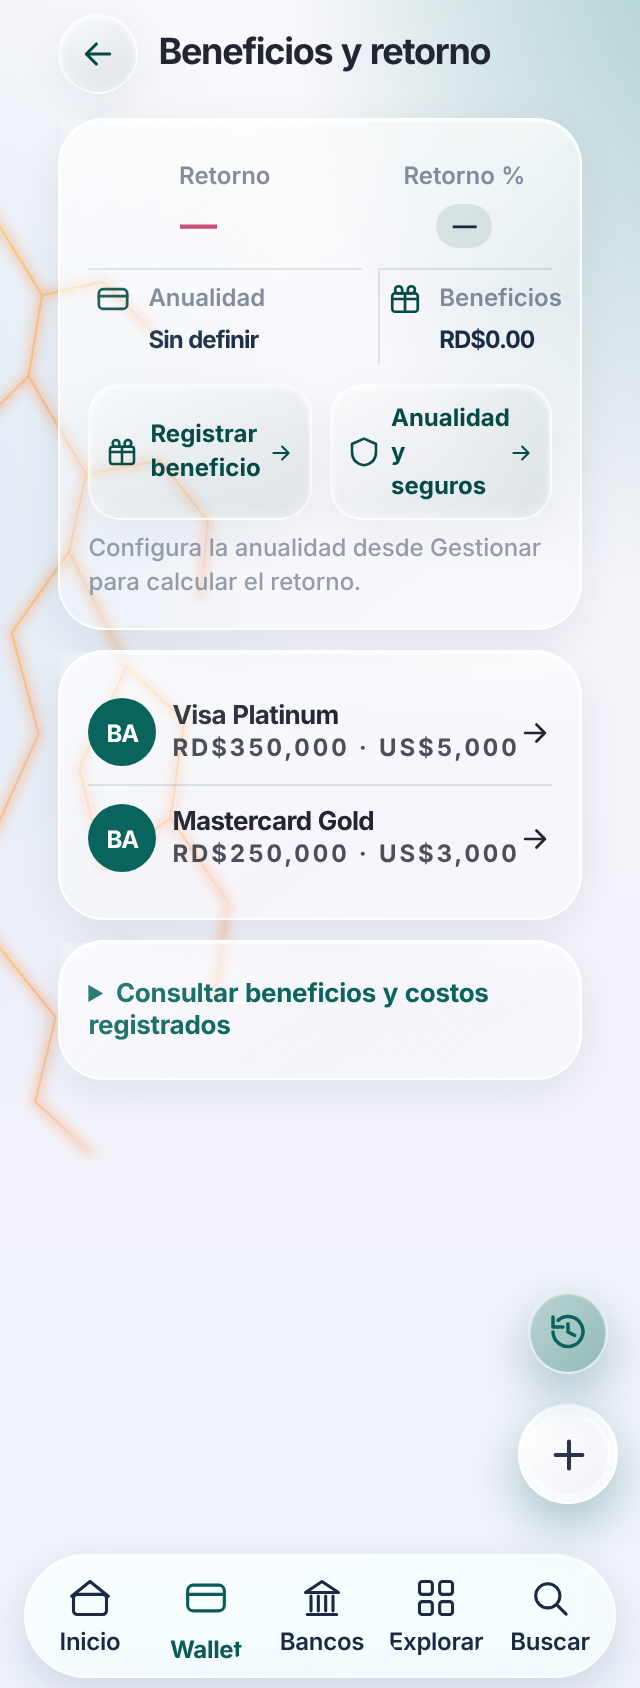 Beneficios y retorno
Retorno
Retorno %
—
—
Anualidad
Sin definir
Beneficios
RD$0.00
Registrar
beneficio
Anualidad
y
seguros
Configura la anualidad desde Gestionar
para calcular el retorno.
BA
Visa Platinum
RD$350,000 · US$5,000
BA
Mastercard Gold
RD$250,000 · US$3,000
Consultar beneficios y costos
registrados
Inicio
Wallet
Bancos
Explorar
Buscar